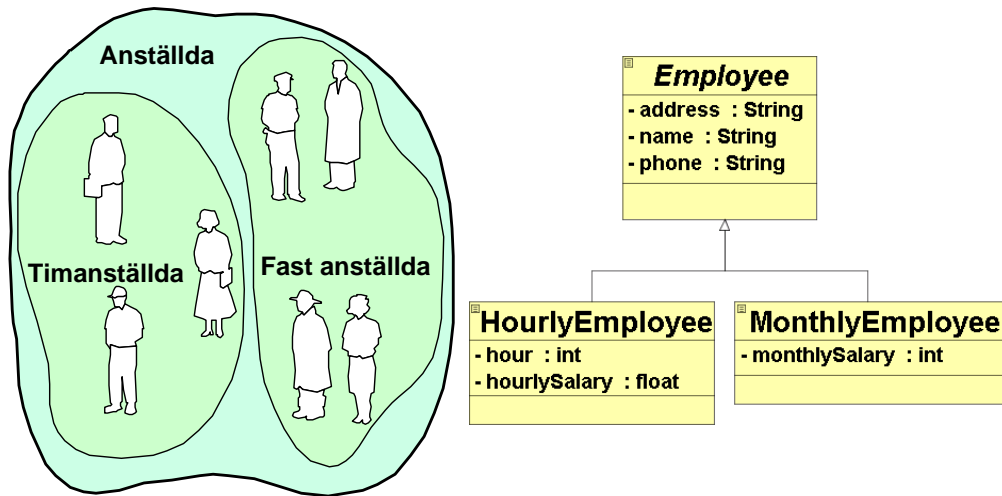 Anställda
Timanställda
Fast anställda
Employee
- address : String
- name : String
- phone : String
HourlyEmployee
- hour : int
- hourlySalary : float
MonthlyEmployee
- monthlySalary : int